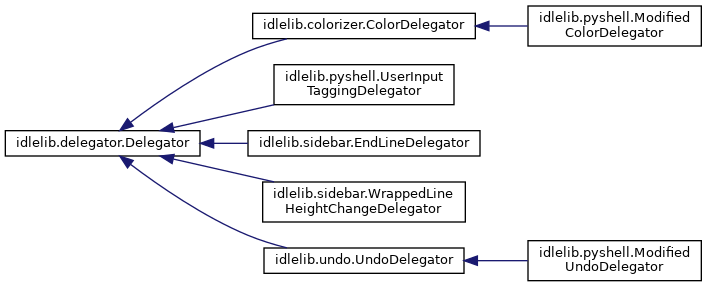 idlelib.colorizer.ColorDelegator
idlelib.pyshell.Modified
ColorDelegator
idlelib.pyshell.UserInput
TaggingDelegator
idlelib.delegator.Delegator
idlelib.sidebar.EndLineDelegator
idlelib.sidebar.WrappedLine
HeightChangeDelegator
idlelib.undo.UndoDelegator
idlelib.pyshell.Modified
UndoDelegator